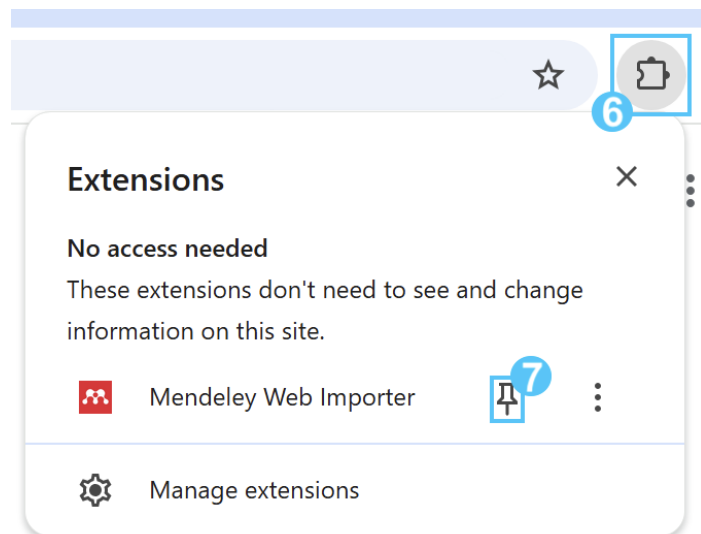 6
Extensions
No access needed
These extensions don't need to see and change
information on this site.
7
Mendeley Web Importer
Manage extensions